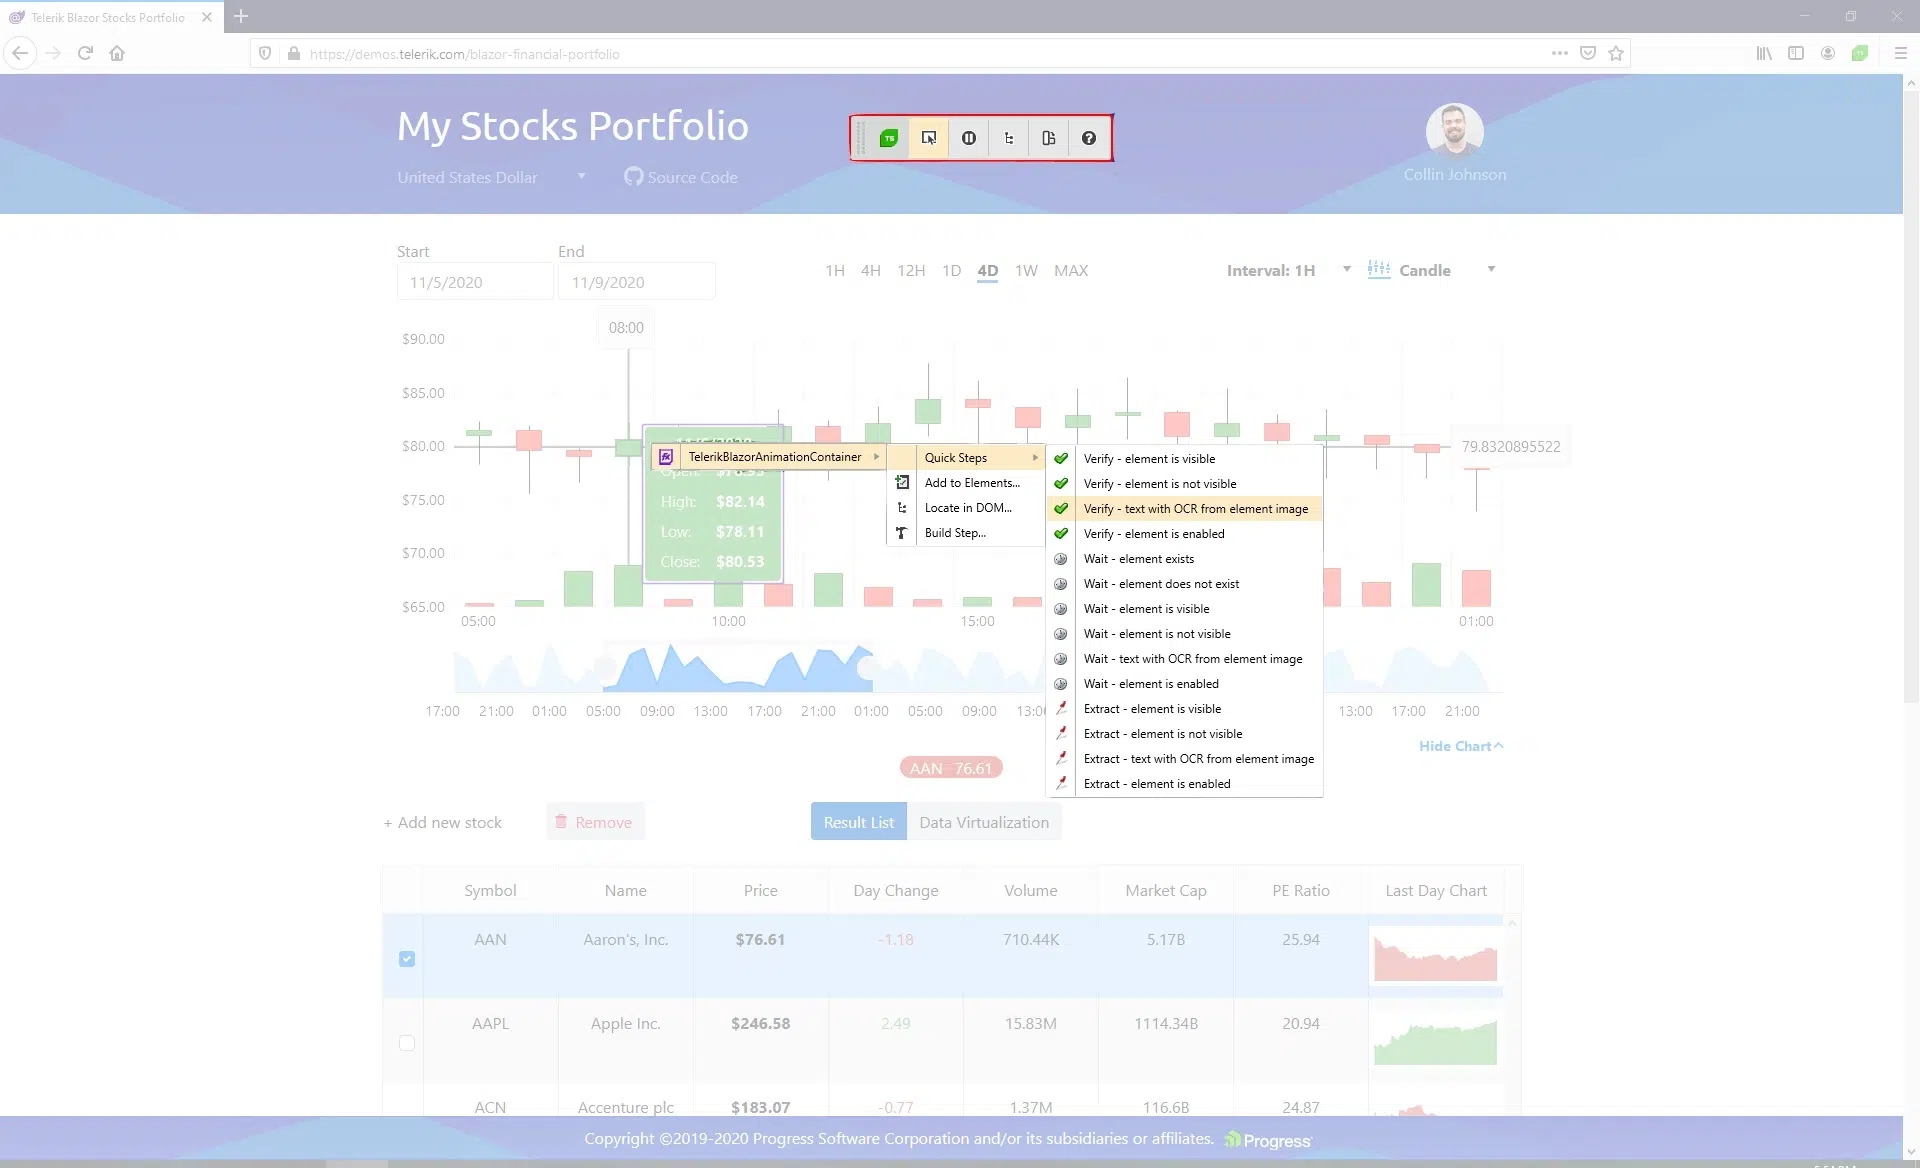 Telerik Blazor Stocks Portfolio
https://demos.telerik.com/blazor-financial-portfolio
My Stocks Portfolio
TS
United States Dollar
Source Code
Collin Johnson
Start
End
11/5/2020
11/9/2020
1H 4H 12H 1D 4D 1W MAX
Interval: 1H
Candle
08:00
$90.00
$85.00
$80.00
$75.00
$70.00
$65.00
79.8320895522
11/5/2020
Open:
High: $82.14
Low: $78.11
Close: $80.53
TelerikBlazorAnimationContainer
Quick Steps
Add to Elements...
Locate in DOM...
Build Step...
Verify - element is visible
Verify - element is not visible
Verify - text with OCR from element image
Verify - element is enabled
Wait - element exists
Wait - element does not exist
Wait - element is visible
Wait - element is not visible
Wait - text with OCR from element image
Wait - element is enabled
Extract - element is visible
Extract - element is not visible
Extract - text with OCR from element image
Extract - element is enabled
05:00 10:00 15:00 01:00
17:00 21:00 01:00 05:00 09:00 13:00 17:00 21:00 01:00 05:00 09:00 13:00 17:00 21:00
Hide Chart
AAN 76.61
+ Add new stock
Remove
Result List
Data Virtualization
Symbol Name Price Day Change Volume Market Cap PE Ratio Last Day Chart
AAN Aaron's, Inc. $76.61 -1.18 710.44K 5.17B 25.94
AAPL Apple Inc. $246.58 2.49 15.83M 1114.34B 20.94
ACN Accenture plc $183.07 -0.77 1.37M 116.6B 24.87
Copyright ©2019-2020 Progress Software Corporation and/or its subsidiaries or affiliates.
Progress